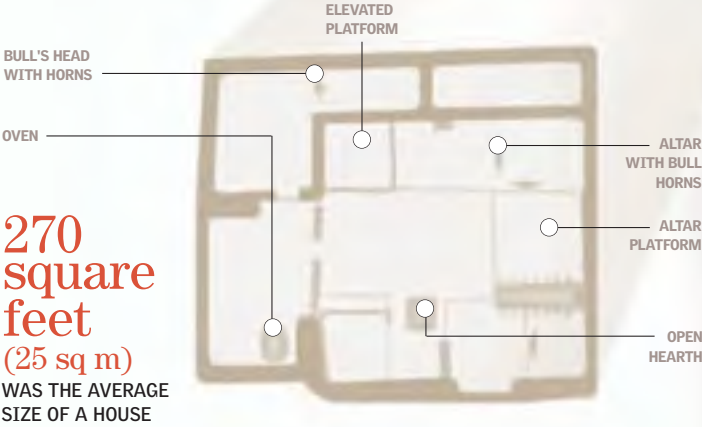 ELEVATED
PLATFORM
BULL'S HEAD
WITH HORNS
OVEN
ALTAR
WITH BULL
HORNS
ALTAR
PLATFORM
OPEN
HEARTH
270
square
feet
(25 sq m)
WAS THE AVERAGE
SIZE OF A HOUSE